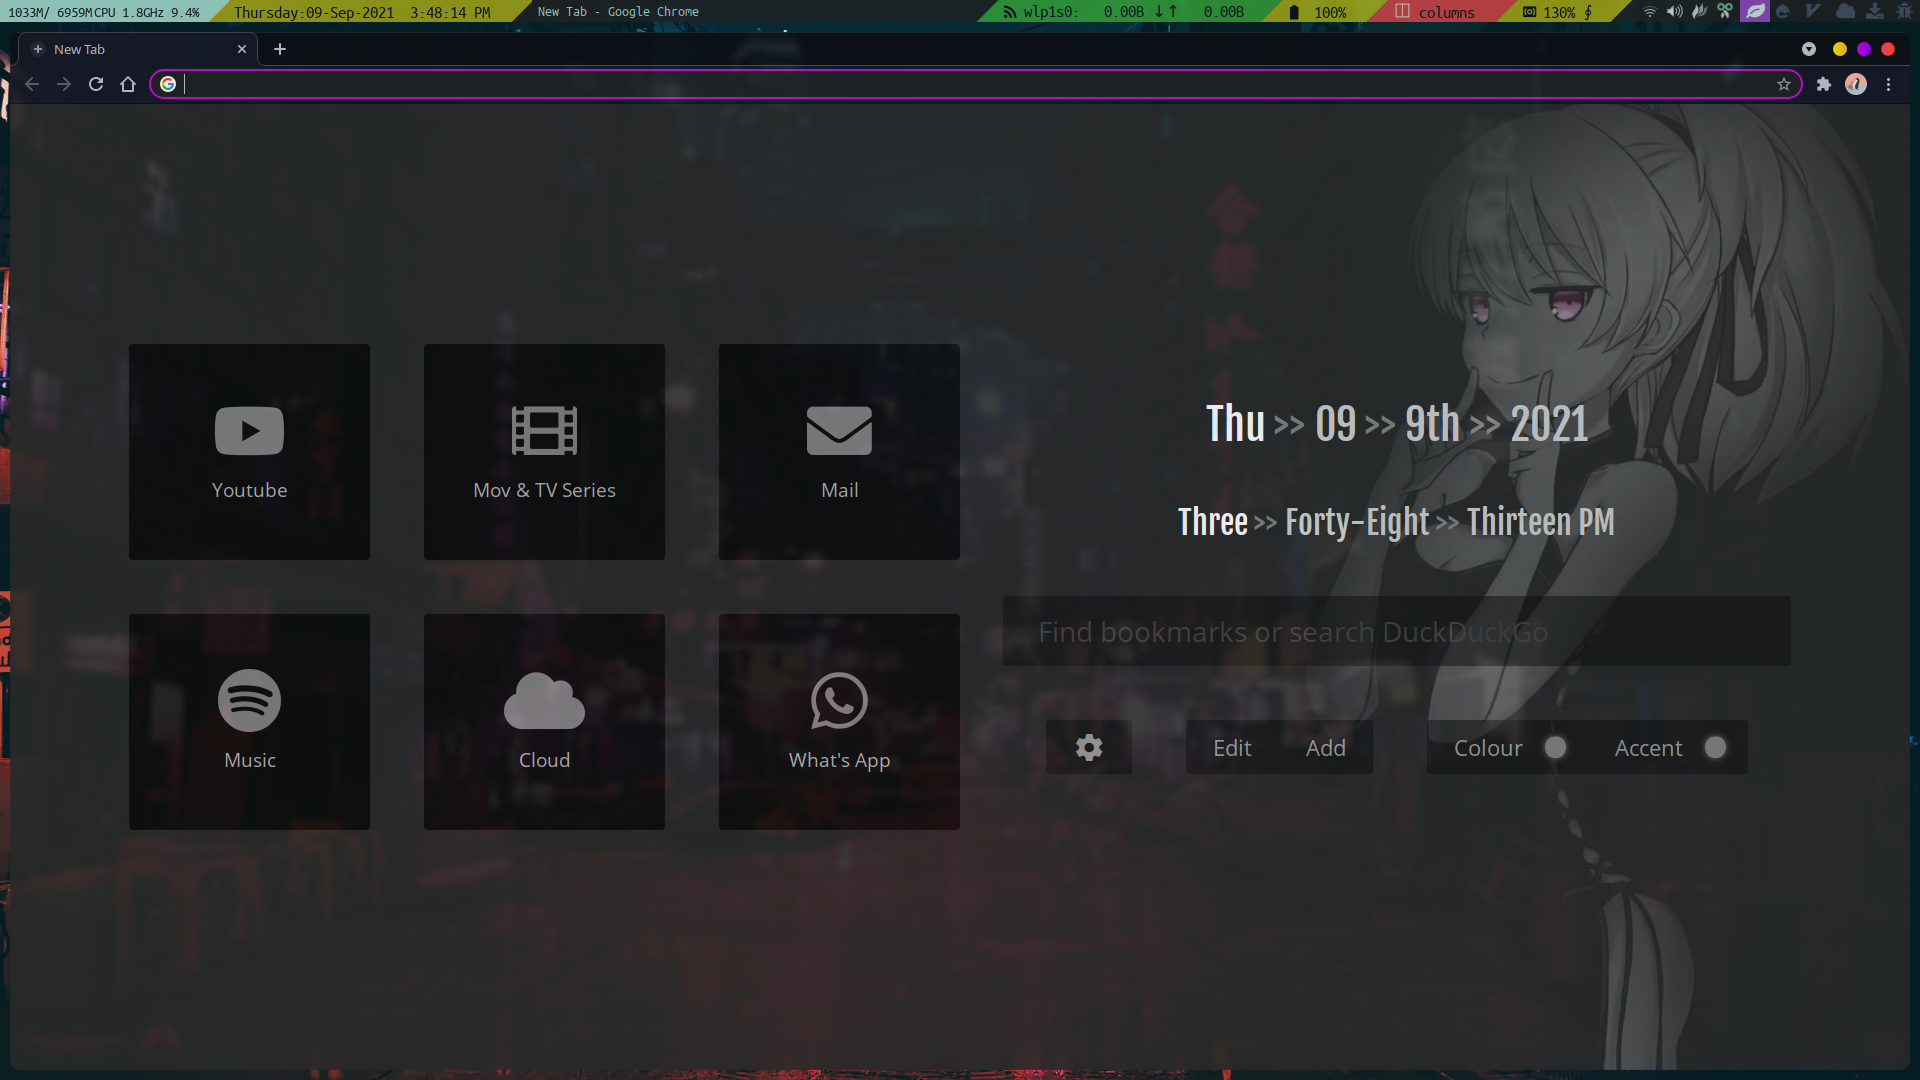 1033M/ 6959M CPU 1.8GHz 9.4%
Thursday:09-Sep-2021 3:48:14 PM
New Tab - Google Chrome
wlp1s0: 0.00B ↓↑ 0.00B
100%
columns
130%
New Tab
Thu >> 09 >> 9th >> 2021
Three >> Forty-Eight >> Thirteen PM
Youtube
Mov & TV Series
Mail
Find bookmarks or search DuckDuckGo
Music
Cloud
What's App
Edit
Add
Colour
Accent